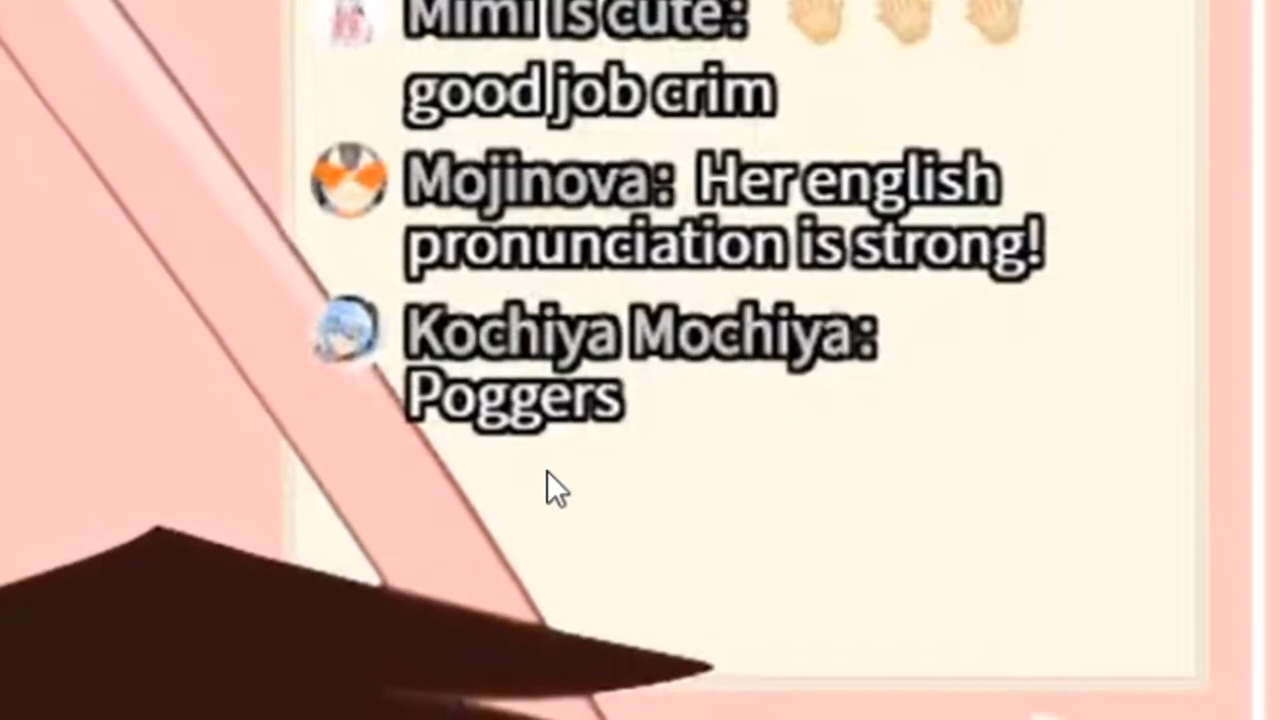 Mimi is cute: 👏🏼 👏🏼 👏🏼
good job crim
Mojinova: Her english
pronunciation is strong!
Kochiya Mochiya:
Poggers